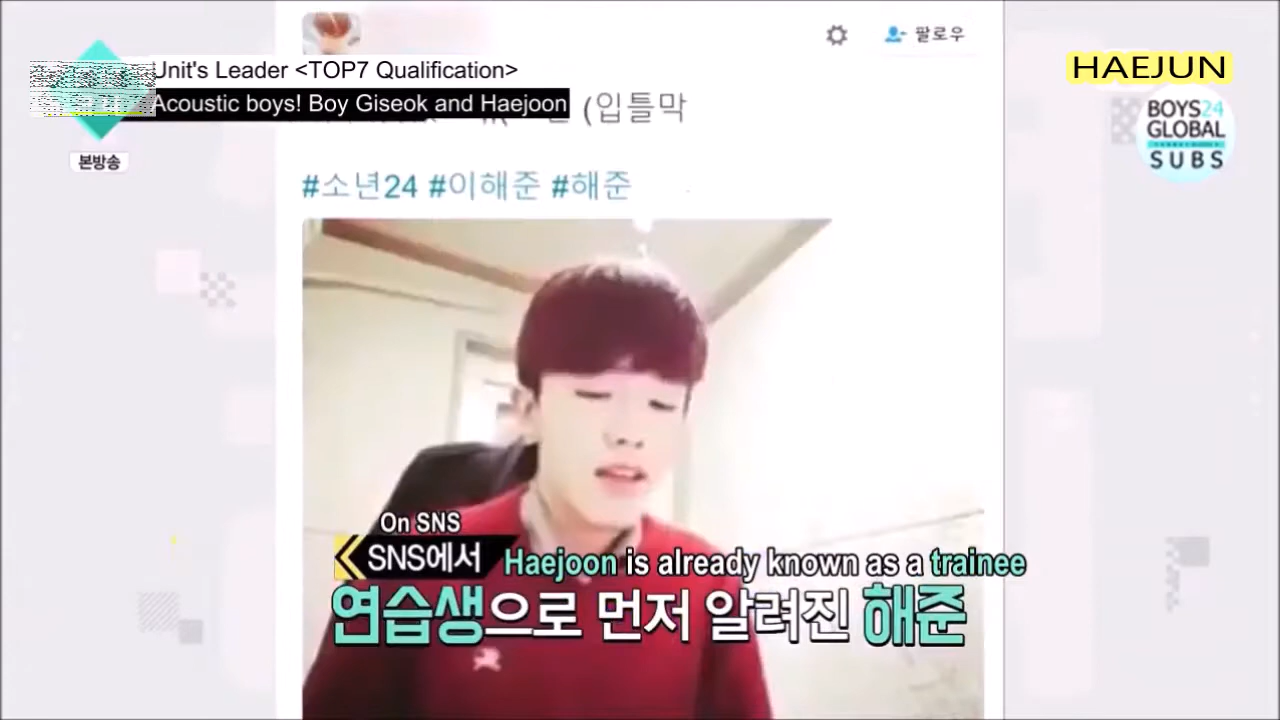 팔로우
HAEJUN
Unit's Leader <TOP7 Qualification>
Acoustic boys! Boy Giseok and Haejoon
(입틀막
BOYS24
GLOBAL
SUBS
본방송
#소년24 #이해준 #해준
On SNS
SNS에서
Haejoon is already known as a trainee
연습생으로 먼저 알려진 해준